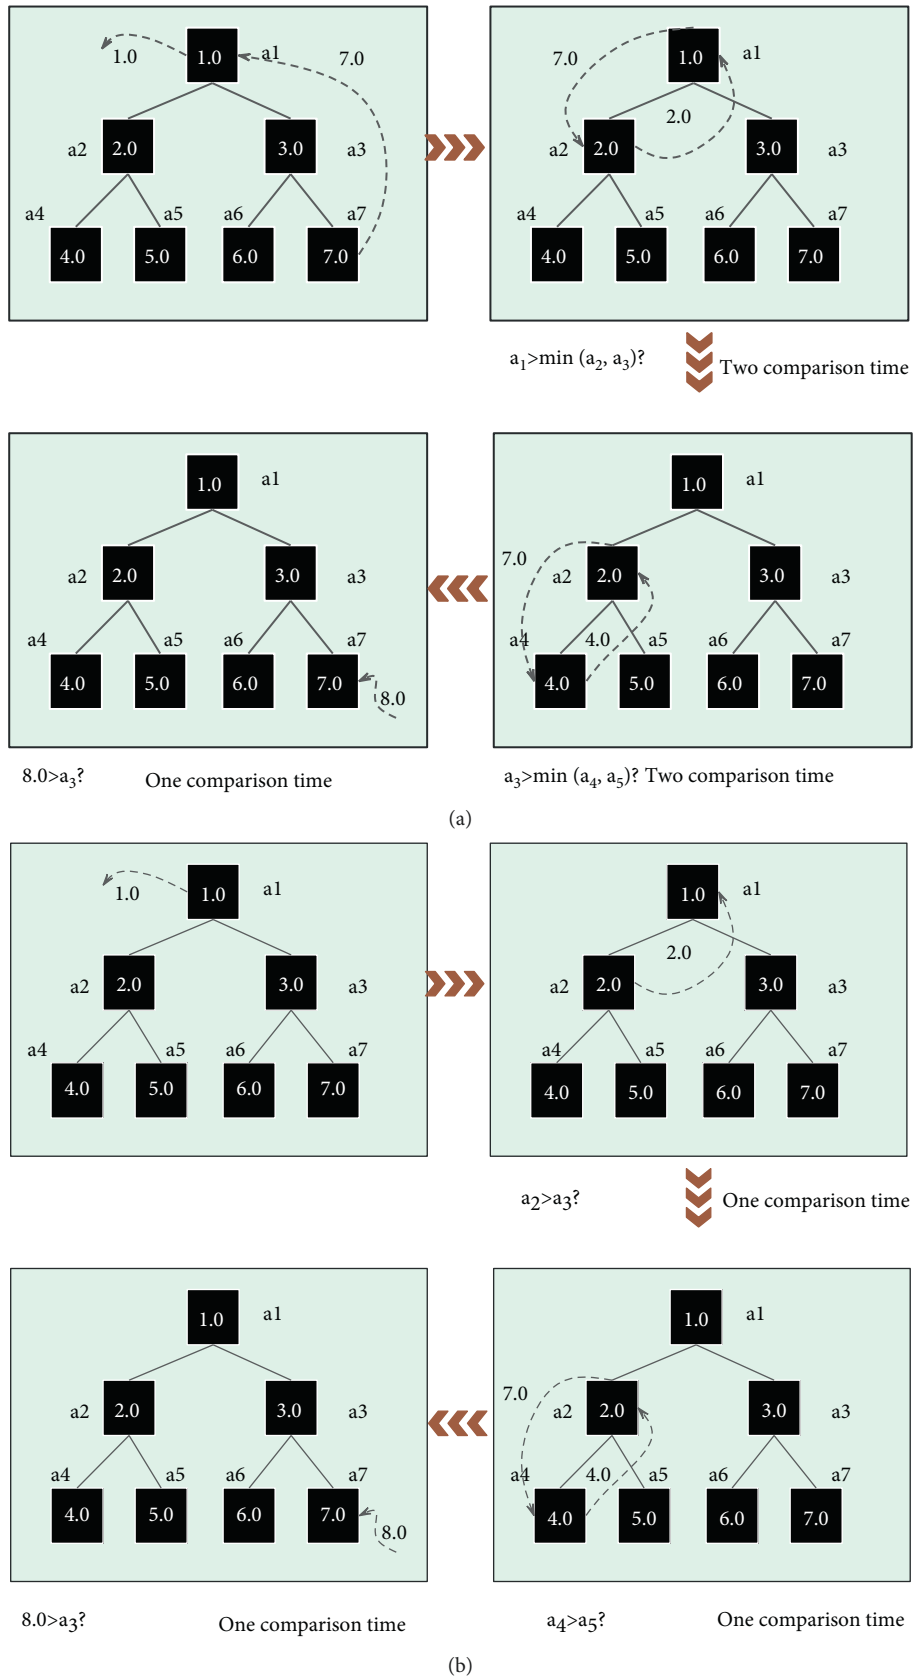 1.0 1.0 a1 7.0
a2 2.0 3.0 a3
a4 a5 a6 a7
4.0 5.0 6.0 7.0
7.0 1.0 a1
2.0
a2 2.0 3.0 a3
a4 a5 a6 a7
4.0 5.0 6.0 7.0
a1>min (a2, a3)? Two comparison time
1.0 a1
a2 2.0 3.0 a3
a4 a5 a6 a7
4.0 5.0 6.0 7.0 8.0
1.0 a1
7.0
a2 2.0 3.0 a3
a4 4.0 a5 a6 a7
4.0 5.0 6.0 7.0
8.0>a3? One comparison time
a3>min (a4, a5)? Two comparison time
(a)
1.0 1.0 a1
a2 2.0 3.0 a3
a4 a5 a6 a7
4.0 5.0 6.0 7.0
1.0 a1
2.0
a2 2.0 3.0 a3
a4 a5 a6 a7
4.0 5.0 6.0 7.0
a2>a3? One comparison time
1.0 a1
a2 2.0 3.0 a3
a4 a5 a6 a7
4.0 5.0 6.0 7.0 8.0
1.0 a1
7.0
a2 2.0 3.0 a3
a4 4.0 a5 a6 a7
4.0 5.0 6.0 7.0
8.0>a3? One comparison time
a4>a5? One comparison time
(b)